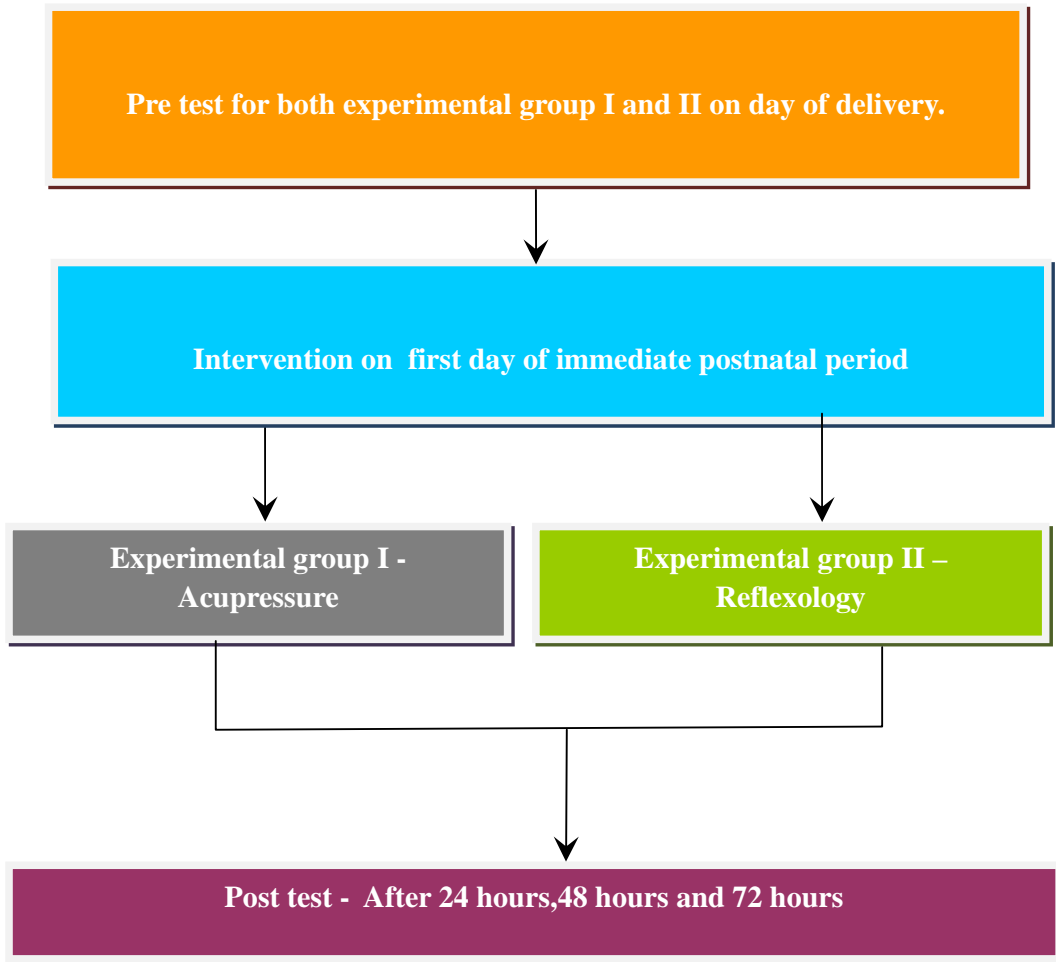 Pre test for both experimental group I and II on day of delivery.
Intervention on  first day of immediate postnatal period
Experimental group I -
Acupressure
Experimental group II –
Reflexology
Post test -  After 24 hours,48 hours and 72 hours